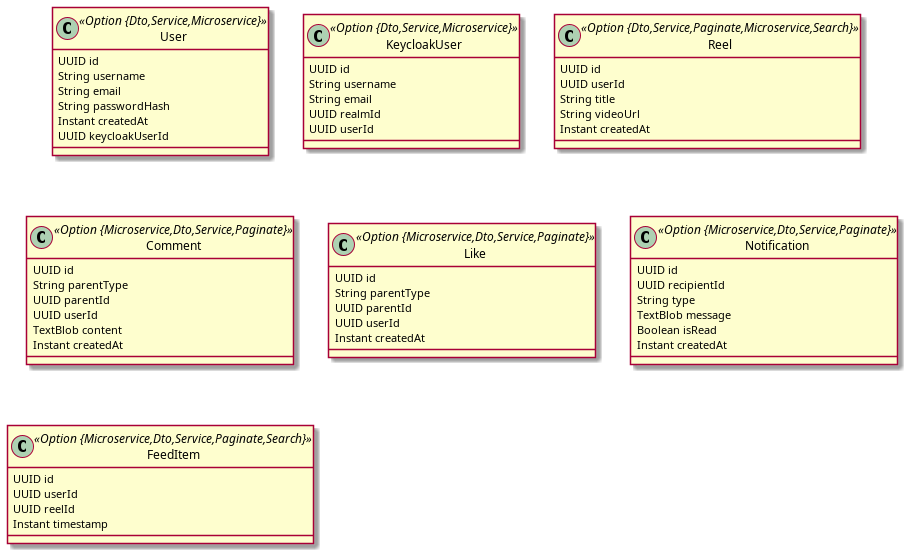 C
«Option {Dto,Service,Microservice}»
User
UUID id
String username
String email
String passwordHash
Instant createdAt
UUID keycloakUserId
C
«Option {Dto,Service,Microservice}»
KeycloakUser
UUID id
String username
String email
UUID realmId
UUID userId
C
«Option {Dto,Service,Paginate,Microservice,Search}»
Reel
UUID id
UUID userId
String title
String videoUrl
Instant createdAt
C
«Option {Microservice,Dto,Service,Paginate}»
Comment
UUID id
String parentType
UUID parentId
UUID userId
TextBlob content
Instant createdAt
C
«Option {Microservice,Dto,Service,Paginate}»
Like
UUID id
String parentType
UUID parentId
UUID userId
Instant createdAt
C
«Option {Microservice,Dto,Service,Paginate}»
Notification
UUID id
UUID recipientId
String type
TextBlob message
Boolean isRead
Instant createdAt
C
«Option {Microservice,Dto,Service,Paginate,Search}»
FeedItem
UUID id
UUID userId
UUID reelId
Instant timestamp